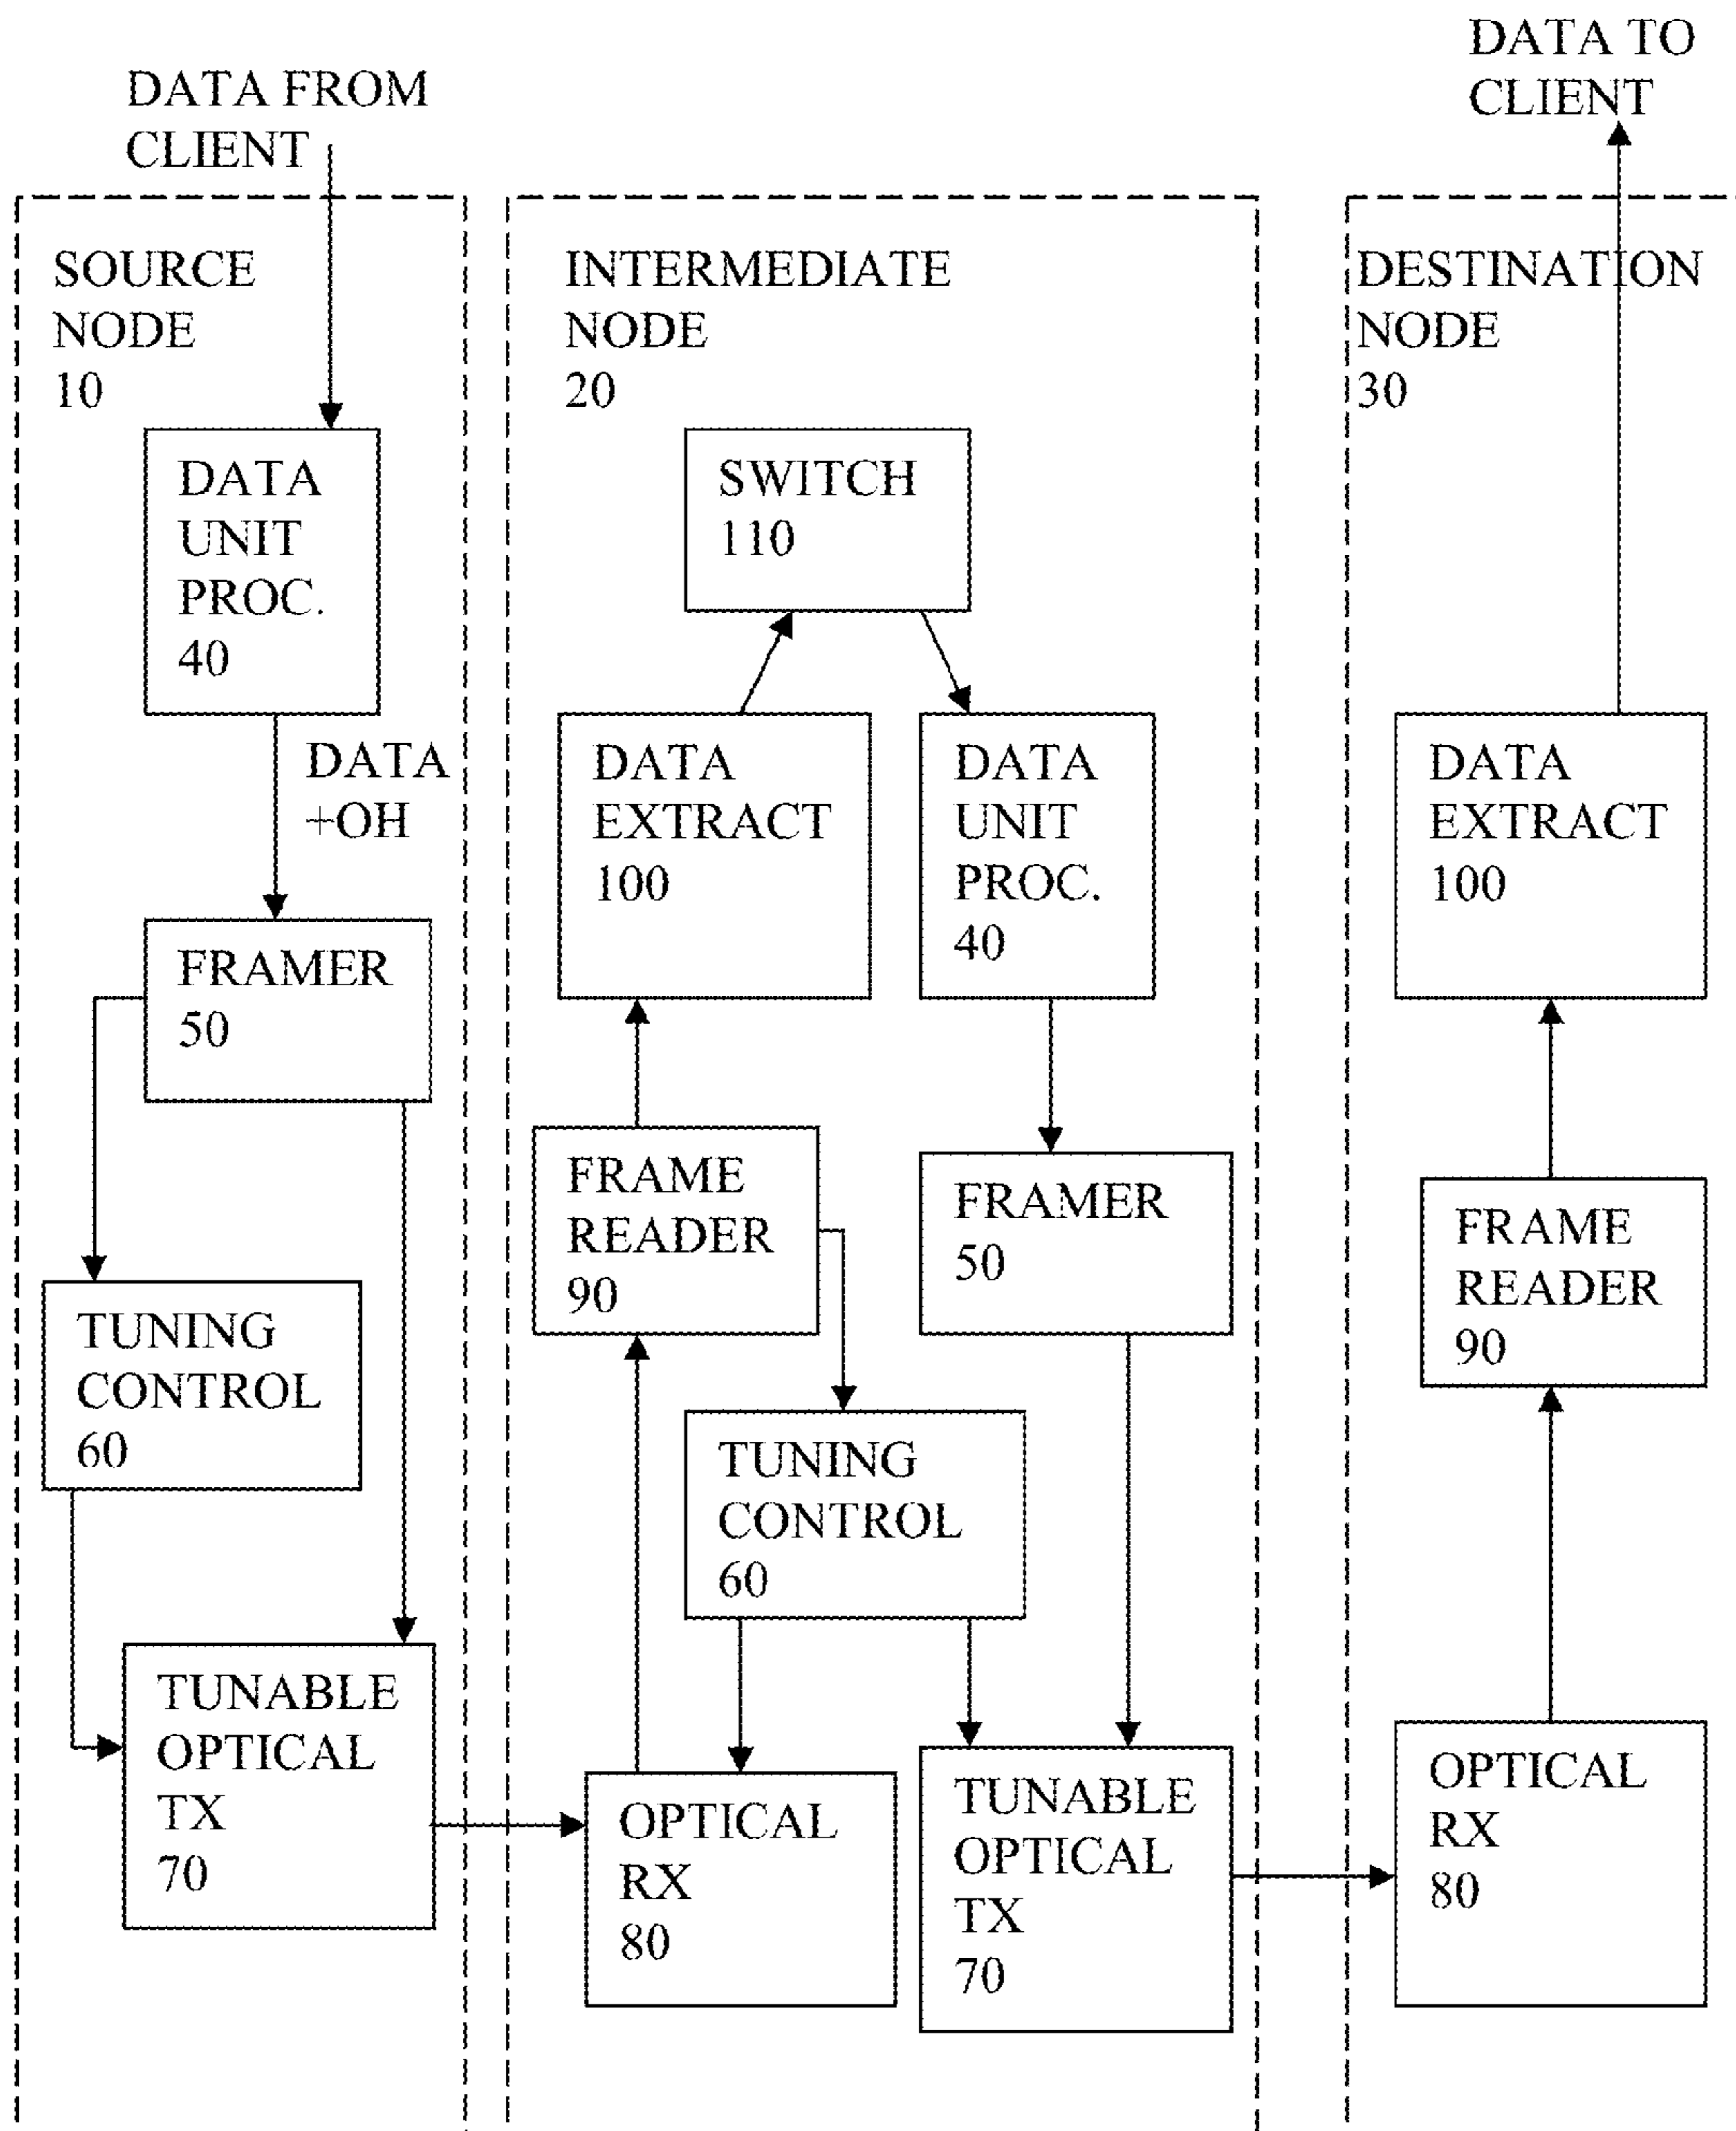 DATA FROM
CLIENT
DATA TO
CLIENT
SOURCE
NODE
10
DATA
UNIT
PROC.
40
DATA
+OH
FRAMER
50
TUNING
CONTROL
60
TUNABLE
OPTICAL
TX
70
INTERMEDIATE
NODE
20
SWITCH
110
DATA
EXTRACT
100
DATA
UNIT
PROC.
40
FRAME
READER
90
FRAMER
50
TUNING
CONTROL
60
OPTICAL
RX
80
TUNABLE
OPTICAL
TX
70
DESTINATION
NODE
30
DATA
EXTRACT
100
FRAME
READER
90
OPTICAL
RX
80